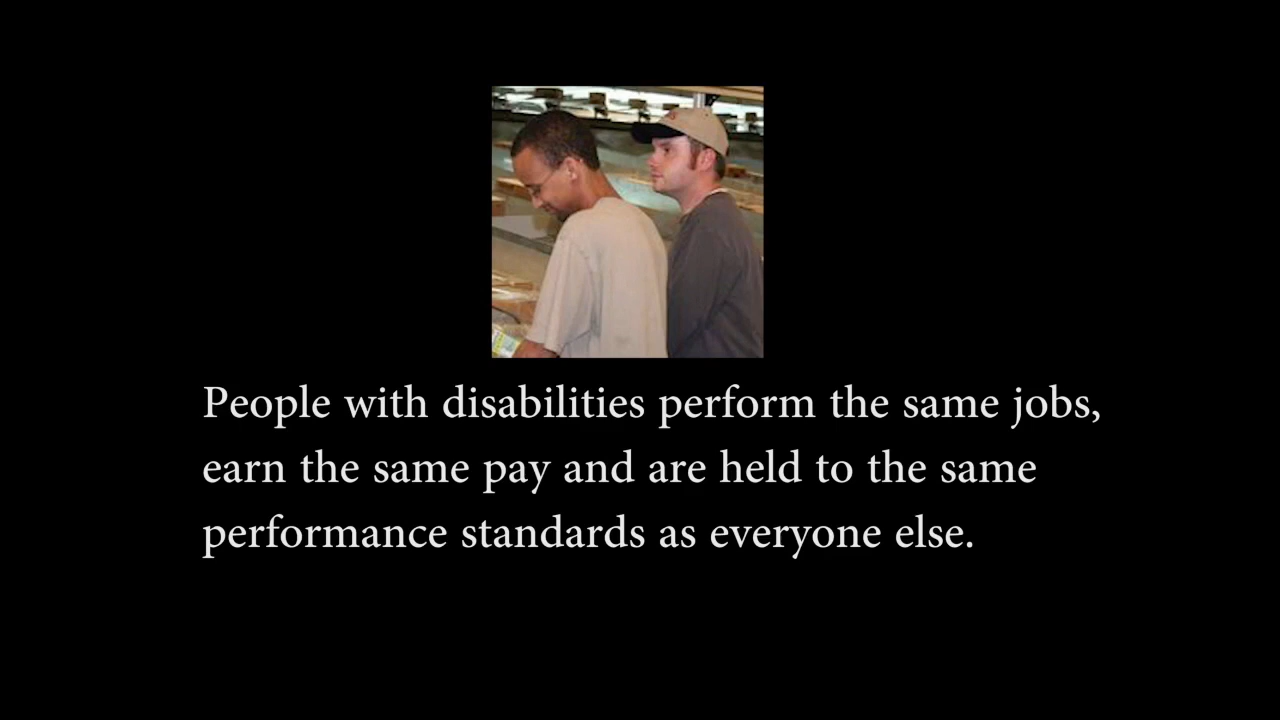 People with disabilities perform the same jobs,
earn the same pay and are held to the same
performance standards as everyone else.